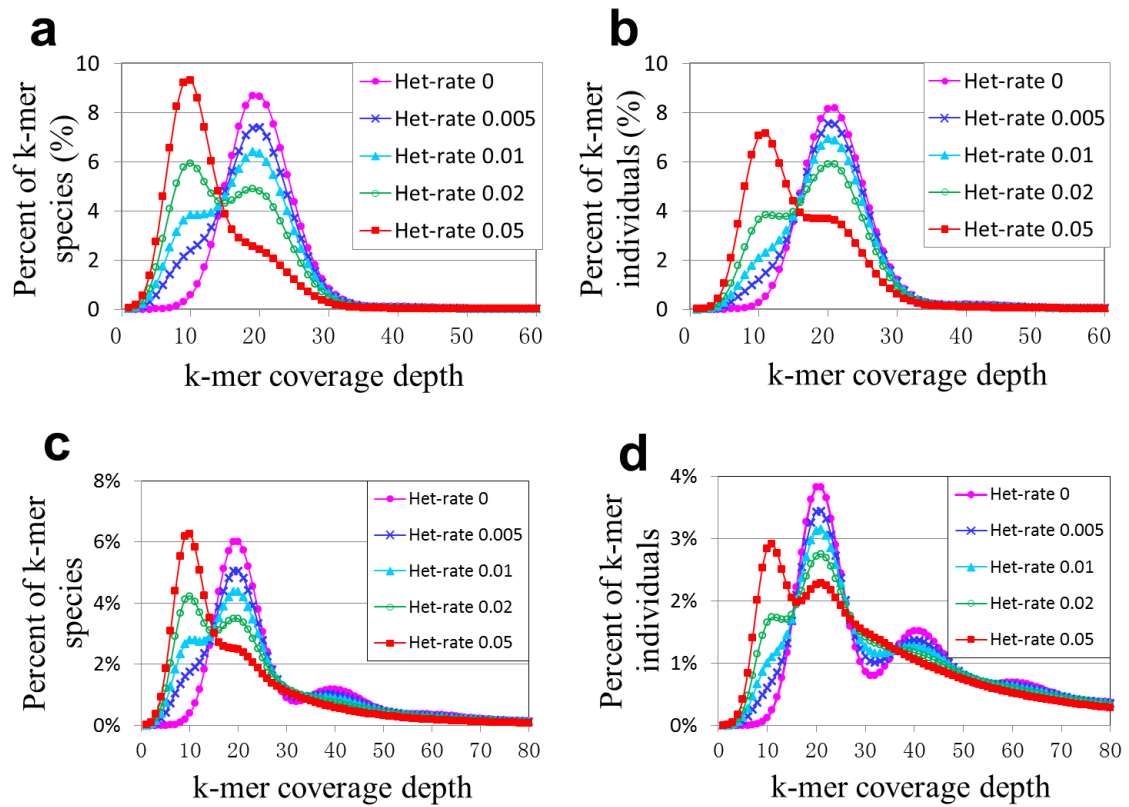 a
Percent of k-mer
species (%)
10
8
6
4
2
0
0 10 20 30 40 50 60
k-mer coverage depth
Het-rate 0
Het-rate 0.005
Het-rate 0.01
Het-rate 0.02
Het-rate 0.05
b
Percent of k-mer
individuals (%)
10
8
6
4
2
0
0 10 20 30 40 50 60
k-mer coverage depth
Het-rate 0
Het-rate 0.005
Het-rate 0.01
Het-rate 0.02
Het-rate 0.05
c
Percent of k-mer
species
8%
6%
4%
2%
0%
0 10 20 30 40 50 60 70 80
k-mer coverage depth
Het-rate 0
Het-rate 0.005
Het-rate 0.01
Het-rate 0.02
Het-rate 0.05
d
Percent of k-mer
individuals
4%
3%
2%
1%
0%
0 10 20 30 40 50 60 70 80
k-mer coverage depth
Het-rate 0
Het-rate 0.005
Het-rate 0.01
Het-rate 0.02
Het-rate 0.05